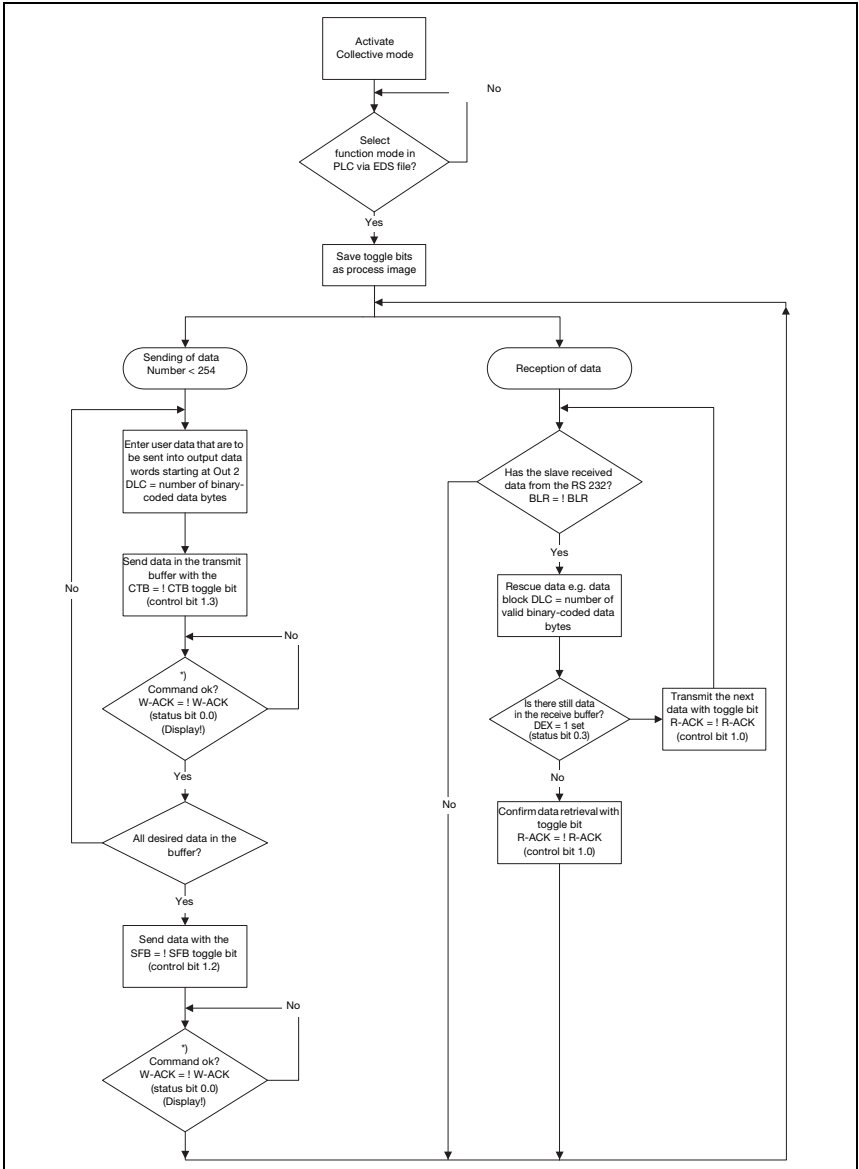 Activate
Collective mode
No
Select
function mode in
PLC via EDS file?
Yes
Save toggle bits
as process image
Sending of data
Number < 254
Enter user data that are to
be sent into output data
words starting at Out 2
DLC = number of binary-
coded data bytes
Send data in the transmit
buffer with the
CTB = ! CTB toggle bit
(control bit 1.3)
No
No
*)
Command ok?
W-ACK = ! W-ACK
(status bit 0.0)
(Display!)
Yes
All desired data in the
buffer?
Yes
Send data with the
SFB = ! SFB toggle bit
(control bit 1.2)
No
*)
Command ok?
W-ACK = ! W-ACK
(status bit 0.0)
(Display!)
Reception of data
Has the slave received
data from the RS 232?
BLR = ! BLR
Yes
Rescue data e.g. data
block DLC = number of
valid binary-coded data
bytes
Is there still data
in the receive buffer?
DEX = 1 set
(status bit 0.3)
Transmit the next
data with toggle bit
R-ACK = ! R-ACK
(control bit 1.0)
No
No
Confirm data retrieval with
toggle bit
R-ACK = ! R-ACK
(control bit 1.0)